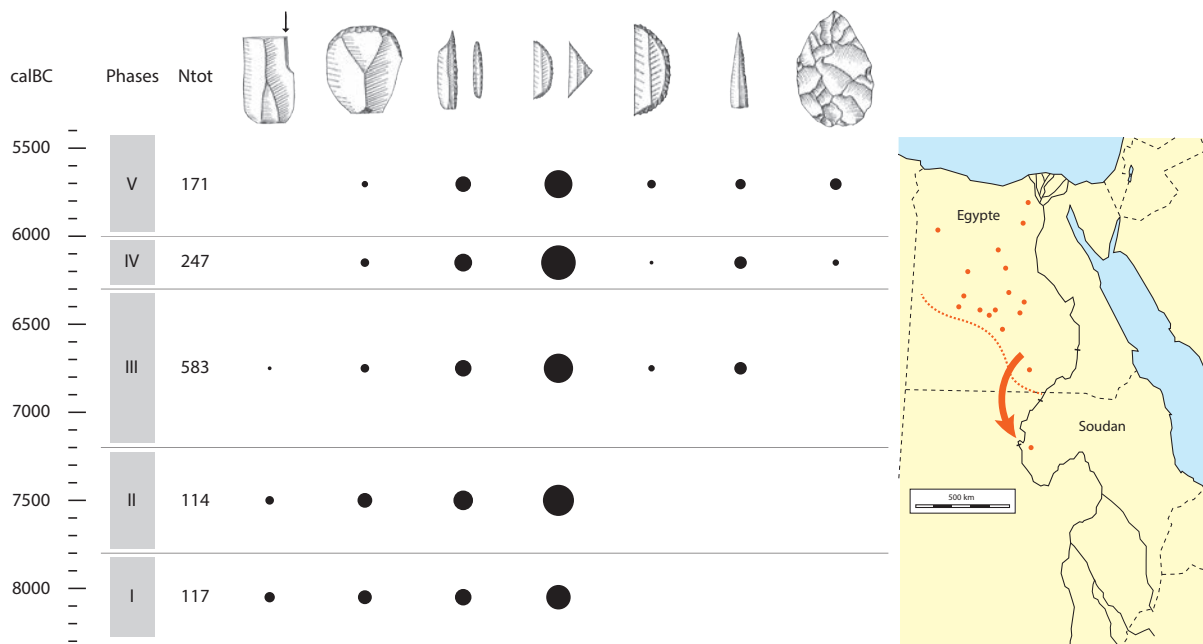 calBC Phases Ntot
5500
V 171
6000
IV 247
6500
III 583
7000
7500
II 114
8000
I 117
Egypte
Soudan
500 km